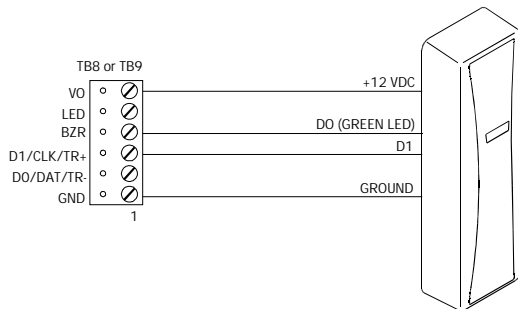 TB8 or TB9
VO
+12 VDC
LED
BZR
DO (GREEN LED)
D1/CLK/TR+
D1
DO/DAT/TR-
GND
GROUND
1